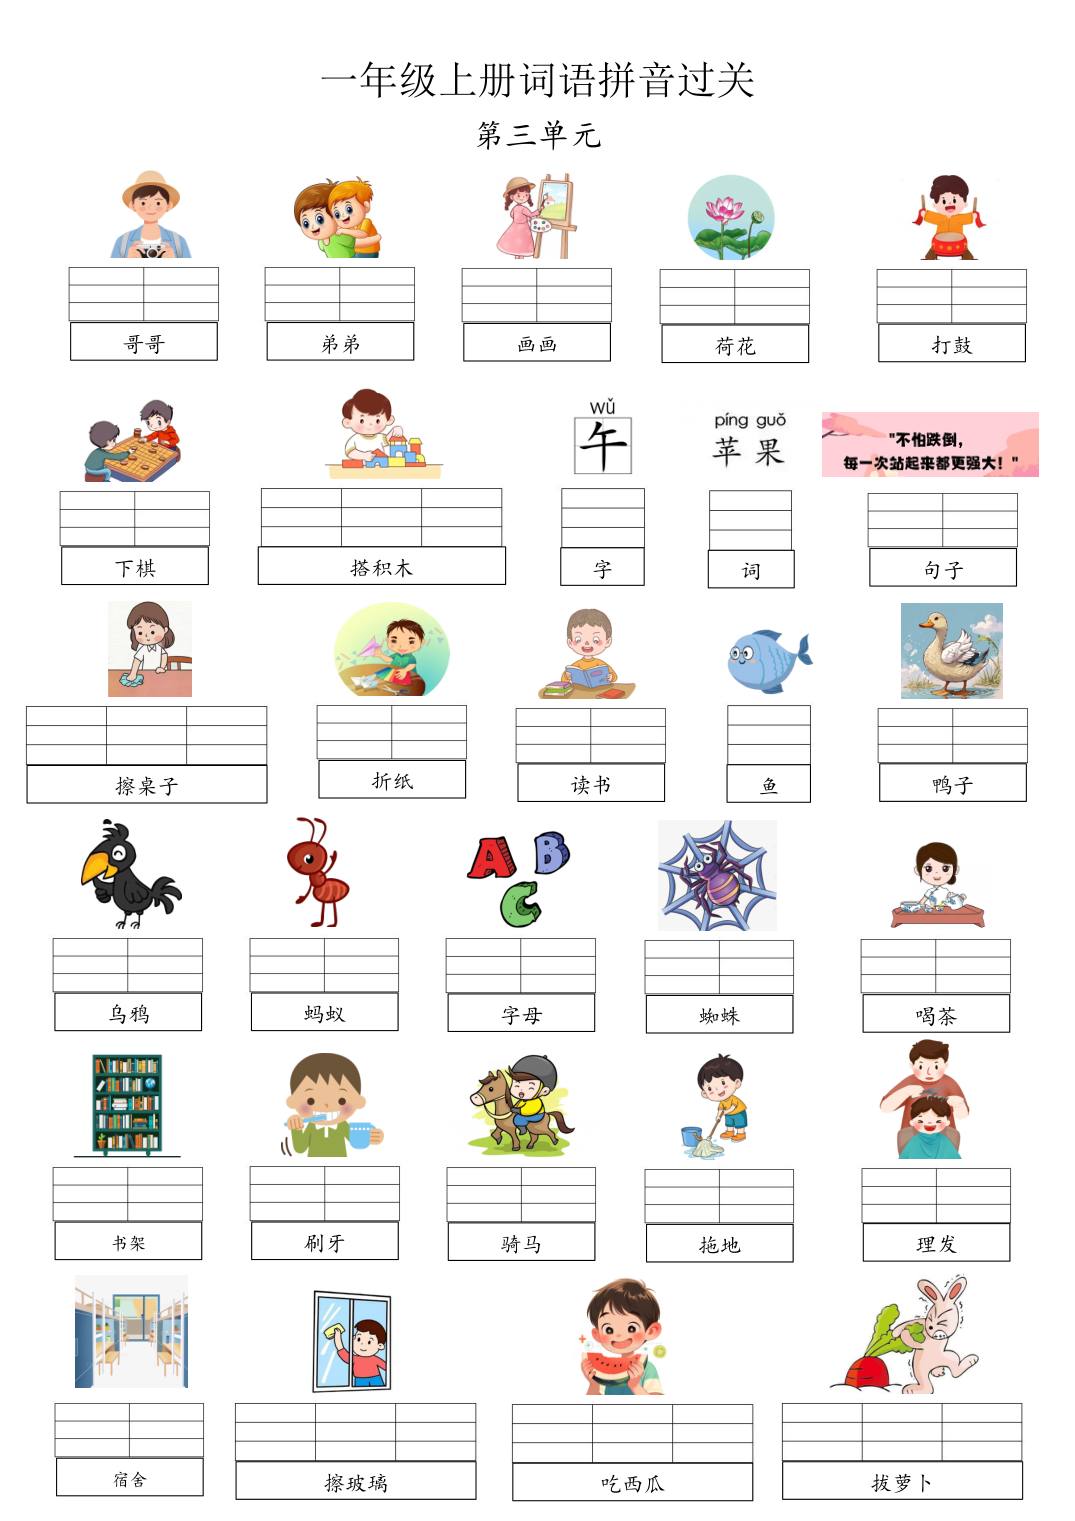 一年级上册词语拼音过关
第三单元
哥哥
弟弟
画画
荷花
打鼓
wǔ
午
píng guǒ
苹果
"不怕跌倒，
每一次站起来都更强大！"
下棋
搭积木
字
词
句子
擦桌子
折纸
读书
鱼
鸭子
A B
C
乌鸦
蚂蚁
字母
蜘蛛
喝茶
书架
刷牙
骑马
拖地
理发
宿舍
擦玻璃
吃西瓜
拔萝卜